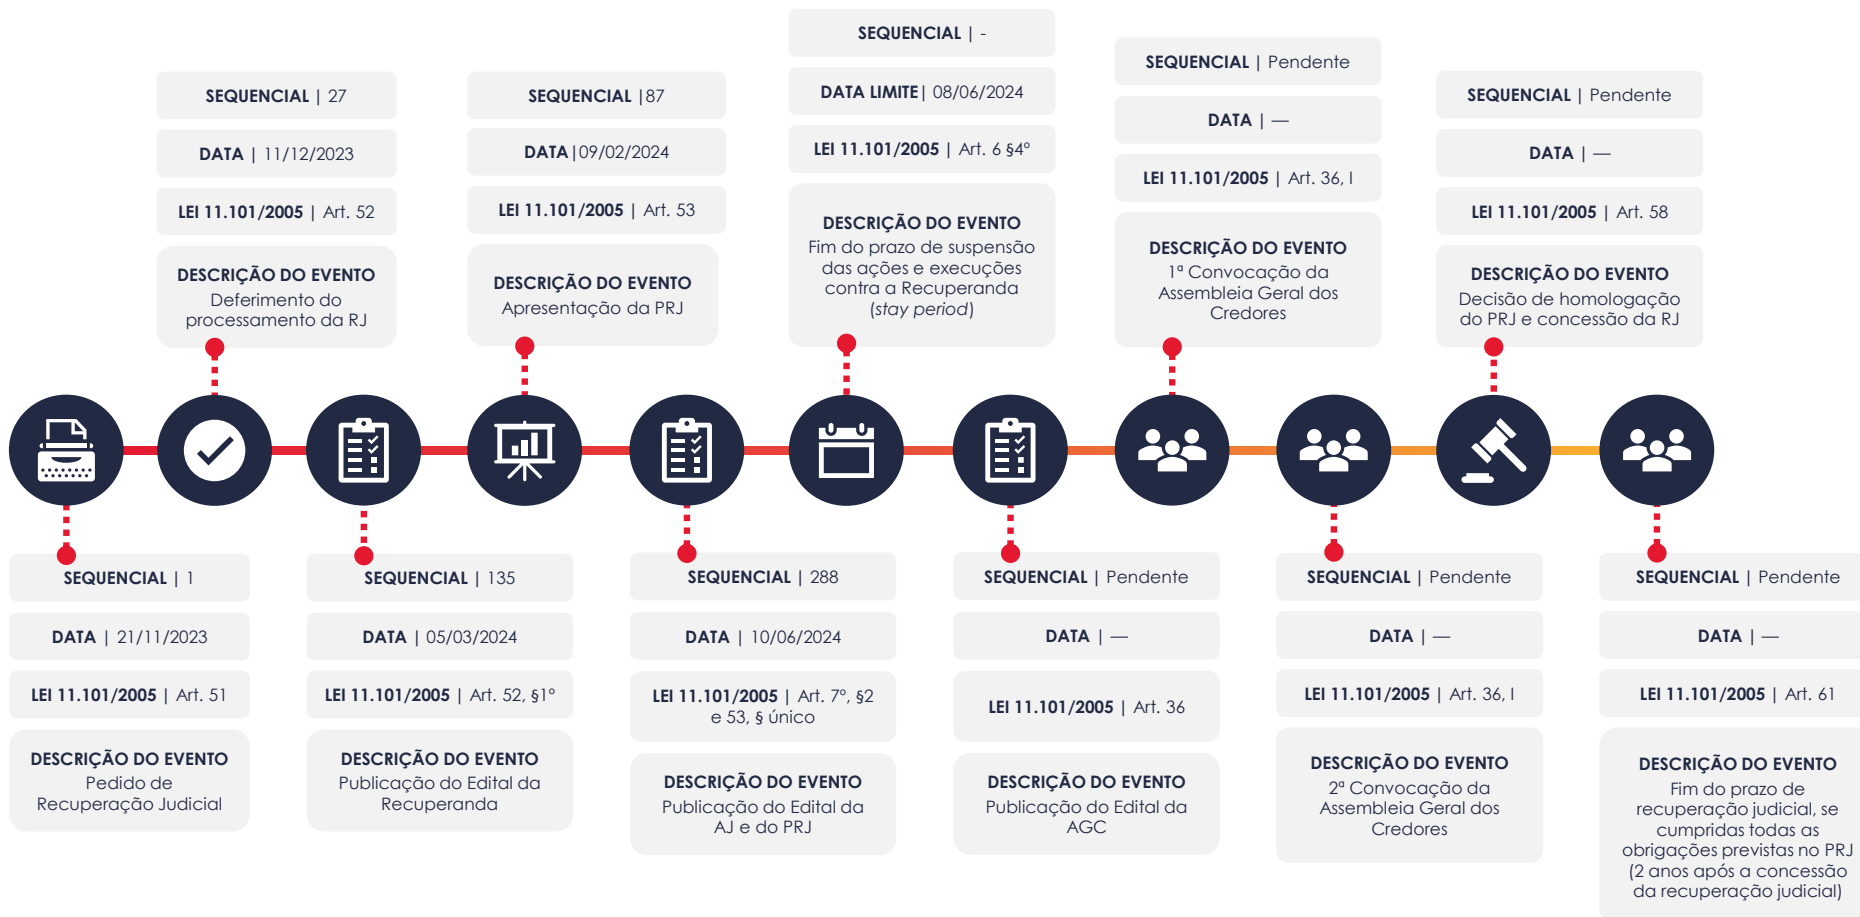 SEQUENCIAL | 1
DATA | 21/11/2023
LEI 11.101/2005 | Art. 51
DESCRIÇÃO DO EVENTO
Pedido de
Recuperação Judicial
SEQUENCIAL | 27
DATA | 11/12/2023
LEI 11.101/2005 | Art. 52
DESCRIÇÃO DO EVENTO
Deferimento do
processamento da RJ
SEQUENCIAL | 135
DATA | 05/03/2024
LEI 11.101/2005 | Art. 52, §1º
DESCRIÇÃO DO EVENTO
Publicação do Edital da
Recuperanda
SEQUENCIAL |87
DATA|09/02/2024
LEI 11.101/2005 | Art. 53
DESCRIÇÃO DO EVENTO
Apresentação da PRJ
SEQUENCIAL | 288
DATA | 10/06/2024
LEI 11.101/2005 | Art. 7º, §2
e 53, § único
DESCRIÇÃO DO EVENTO
Publicação do Edital da
AJ e do PRJ
SEQUENCIAL | -
DATA LIMITE| 08/06/2024
LEI 11.101/2005 | Art. 6 §4º
DESCRIÇÃO DO EVENTO
Fim do prazo de suspensão
das ações e execuções
contra a Recuperanda
(stay period)
SEQUENCIAL | Pendente
DATA | —
LEI 11.101/2005 | Art. 36
DESCRIÇÃO DO EVENTO
Publicação do Edital da
AGC
SEQUENCIAL | Pendente
DATA | —
LEI 11.101/2005 | Art. 36, I
DESCRIÇÃO DO EVENTO
1ª Convocação da
Assembleia Geral dos
Credores
SEQUENCIAL | Pendente
DATA | —
LEI 11.101/2005 | Art. 36, I
DESCRIÇÃO DO EVENTO
2ª Convocação da
Assembleia Geral dos
Credores
SEQUENCIAL | Pendente
DATA | —
LEI 11.101/2005 | Art. 58
DESCRIÇÃO DO EVENTO
Decisão de homologação
do PRJ e concessão da RJ
SEQUENCIAL | Pendente
DATA | —
LEI 11.101/2005 | Art. 61
DESCRIÇÃO DO EVENTO
Fim do prazo de
recuperação judicial, se
cumpridas todas as
obrigações previstas no PRJ
(2 anos após a concessão
da recuperação judicial)